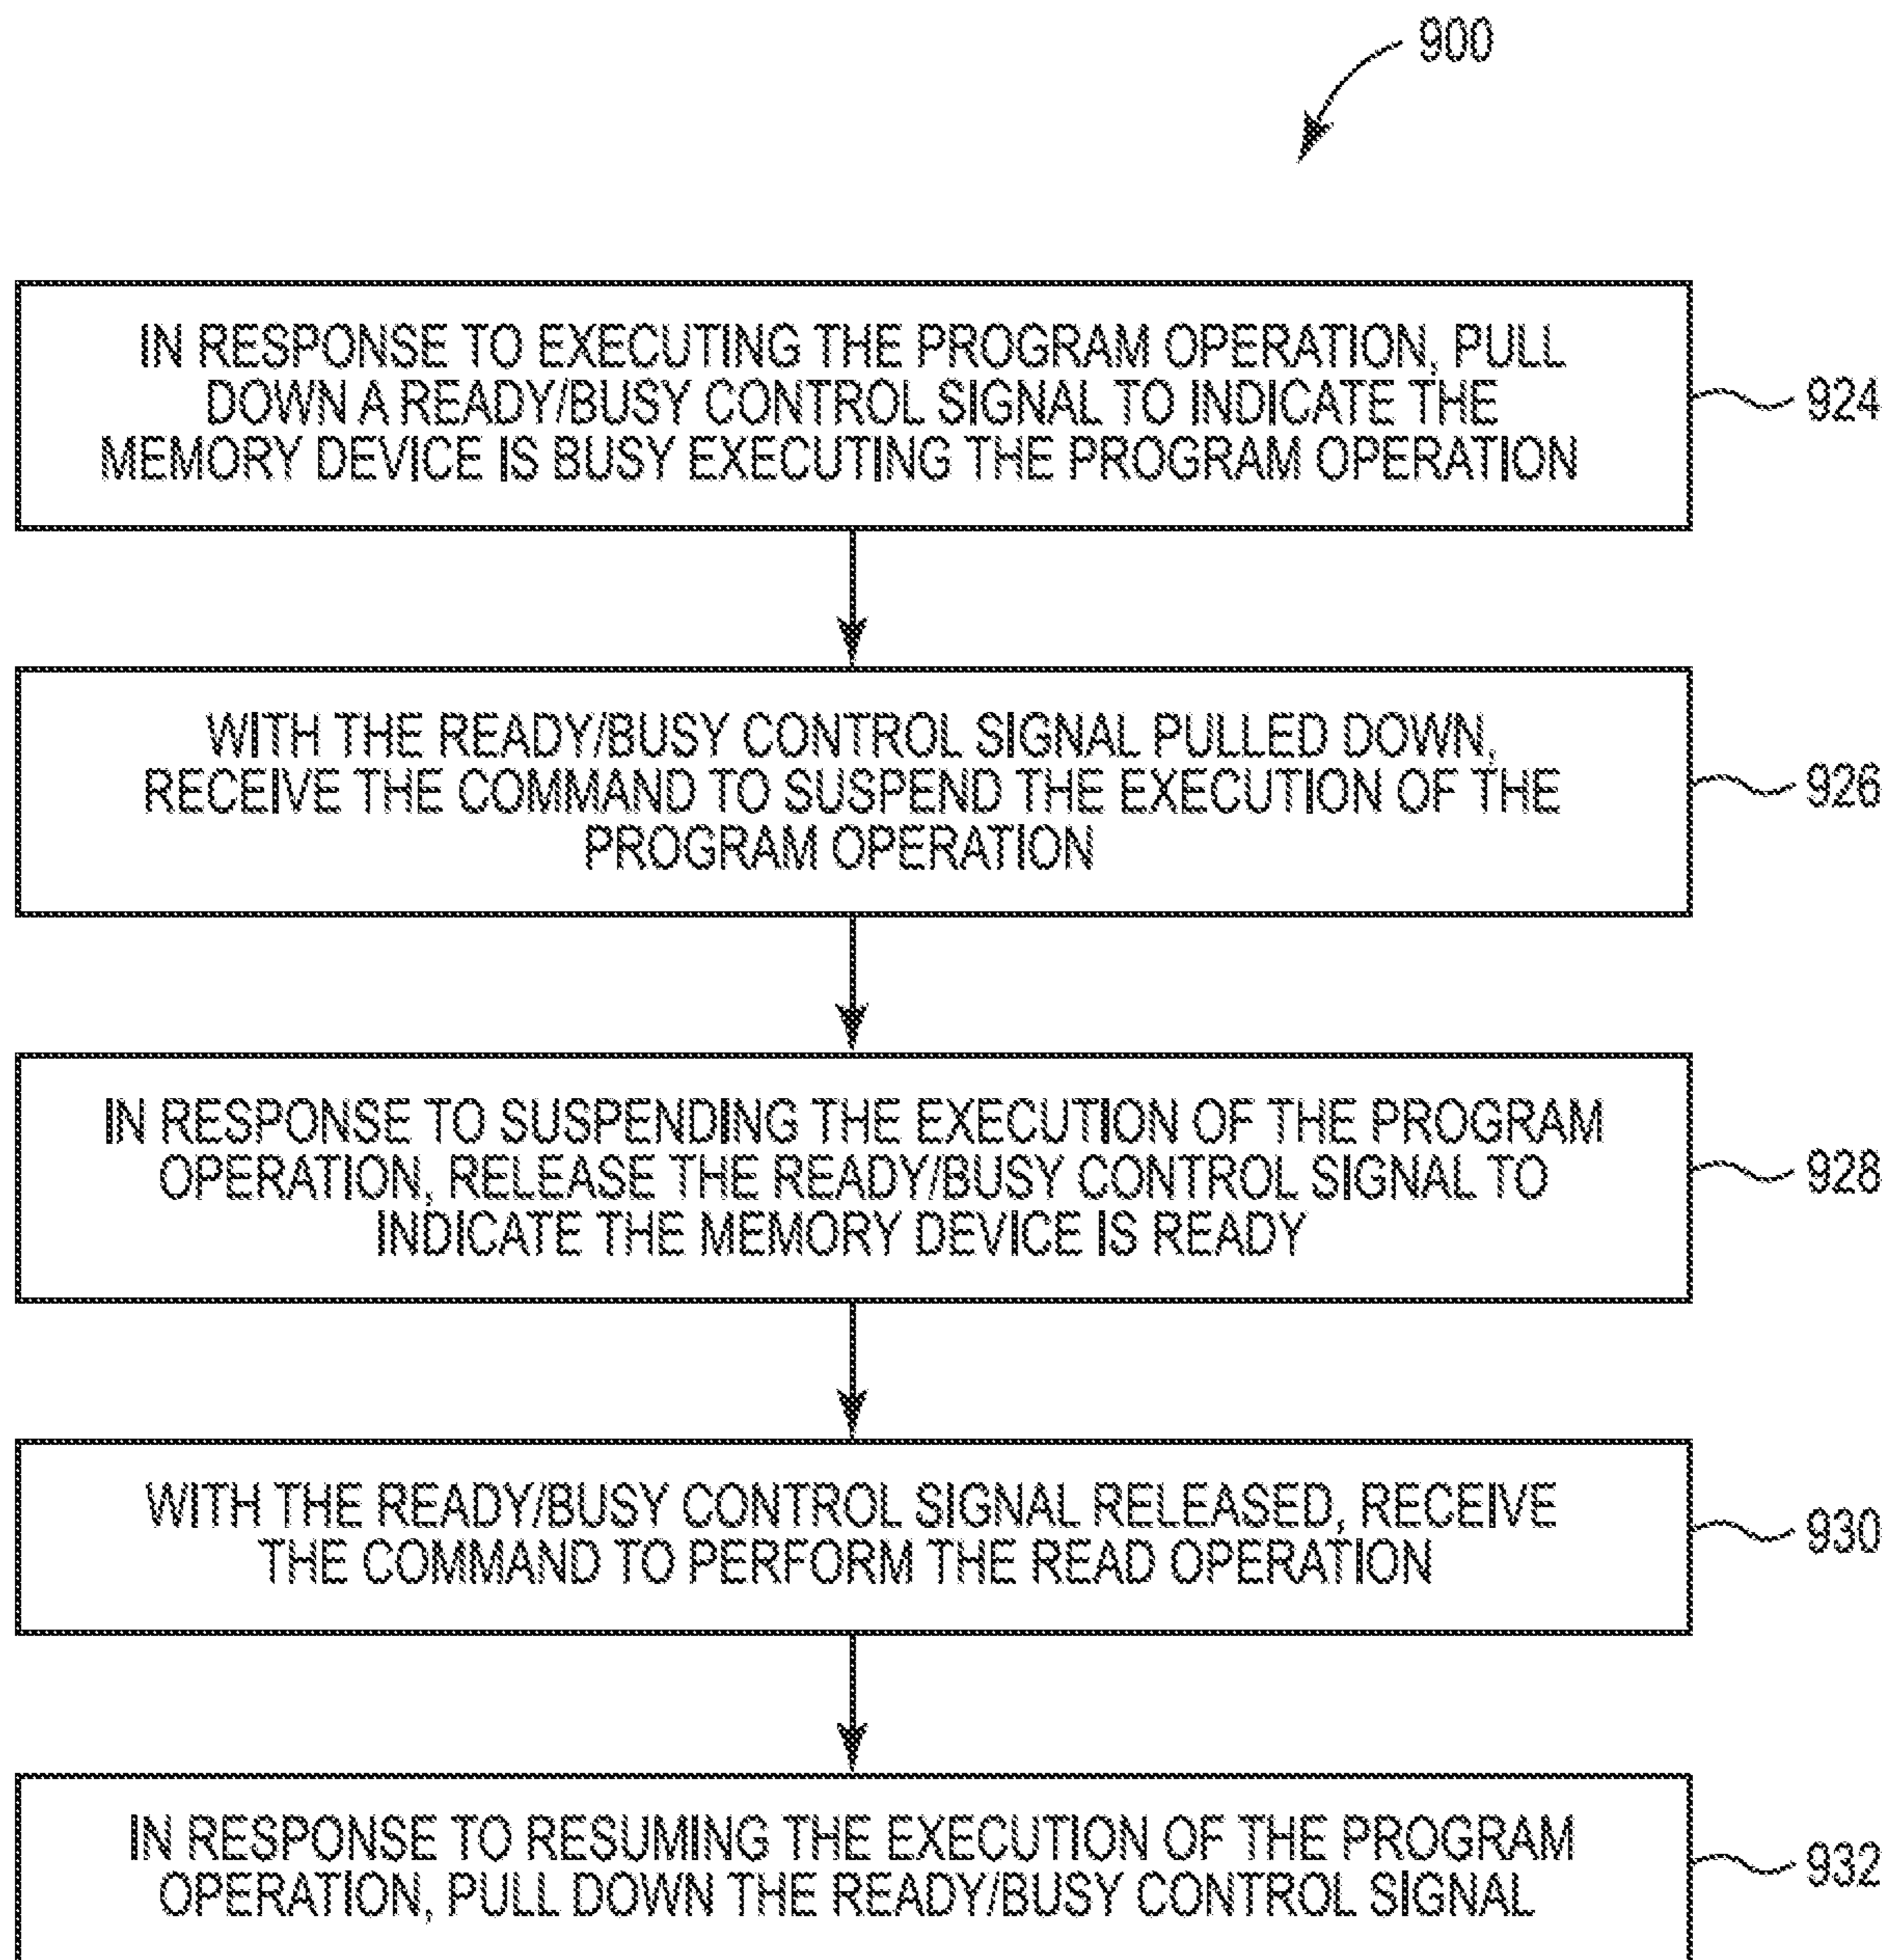 900
IN RESPONSE TO EXECUTING THE PROGRAM OPERATION, PULL
DOWN A READY/BUSY CONTROL SIGNAL TO INDICATE THE
MEMORY DEVICE IS BUSY EXECUTING THE PROGRAM OPERATION
924
WITH THE READY/BUSY CONTROL SIGNAL PULLED DOWN,
RECEIVE THE COMMAND TO SUSPEND THE EXECUTION OF THE
PROGRAM OPERATION
926
IN RESPONSE TO SUSPENDING THE EXECUTION OF THE PROGRAM
OPERATION, RELEASE THE READY/BUSY CONTROL SIGNAL TO
INDICATE THE MEMORY DEVICE IS READY
928
WITH THE READY/BUSY CONTROL SIGNAL RELEASED, RECEIVE
THE COMMAND TO PERFORM THE READ OPERATION
930
IN RESPONSE TO RESUMING THE EXECUTION OF THE PROGRAM
OPERATION, PULL DOWN THE READY/BUSY CONTROL SIGNAL
932